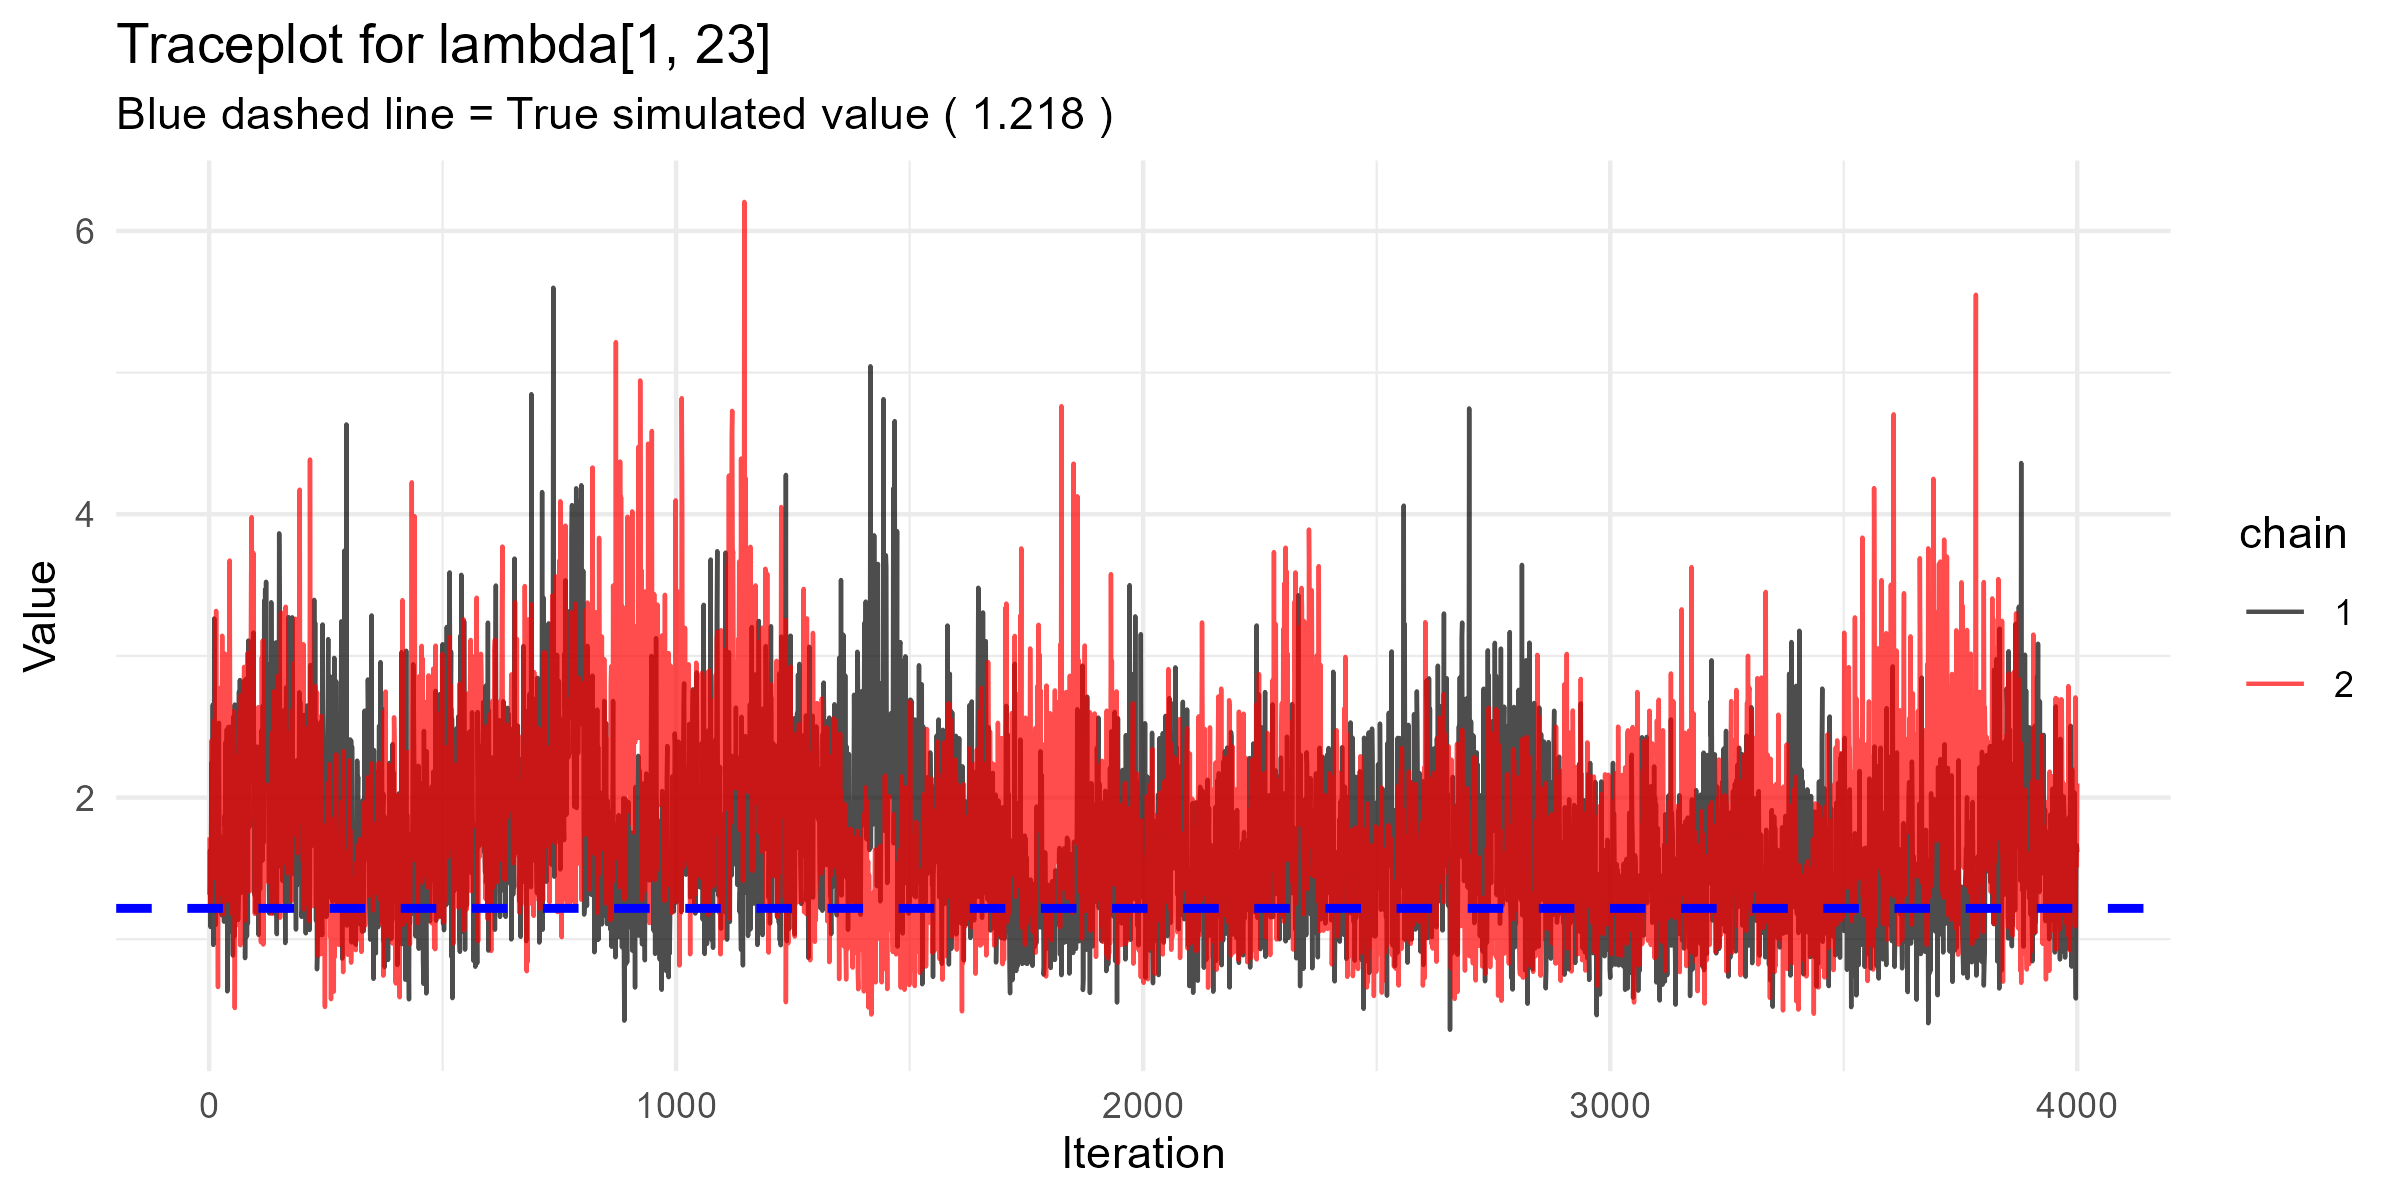 Traceplot for lambda[1, 23]
Blue dashed line = True simulated value ( 1.218 )
6
4
2
Value
0
1000
2000
3000
4000
Iteration
chain
1
2